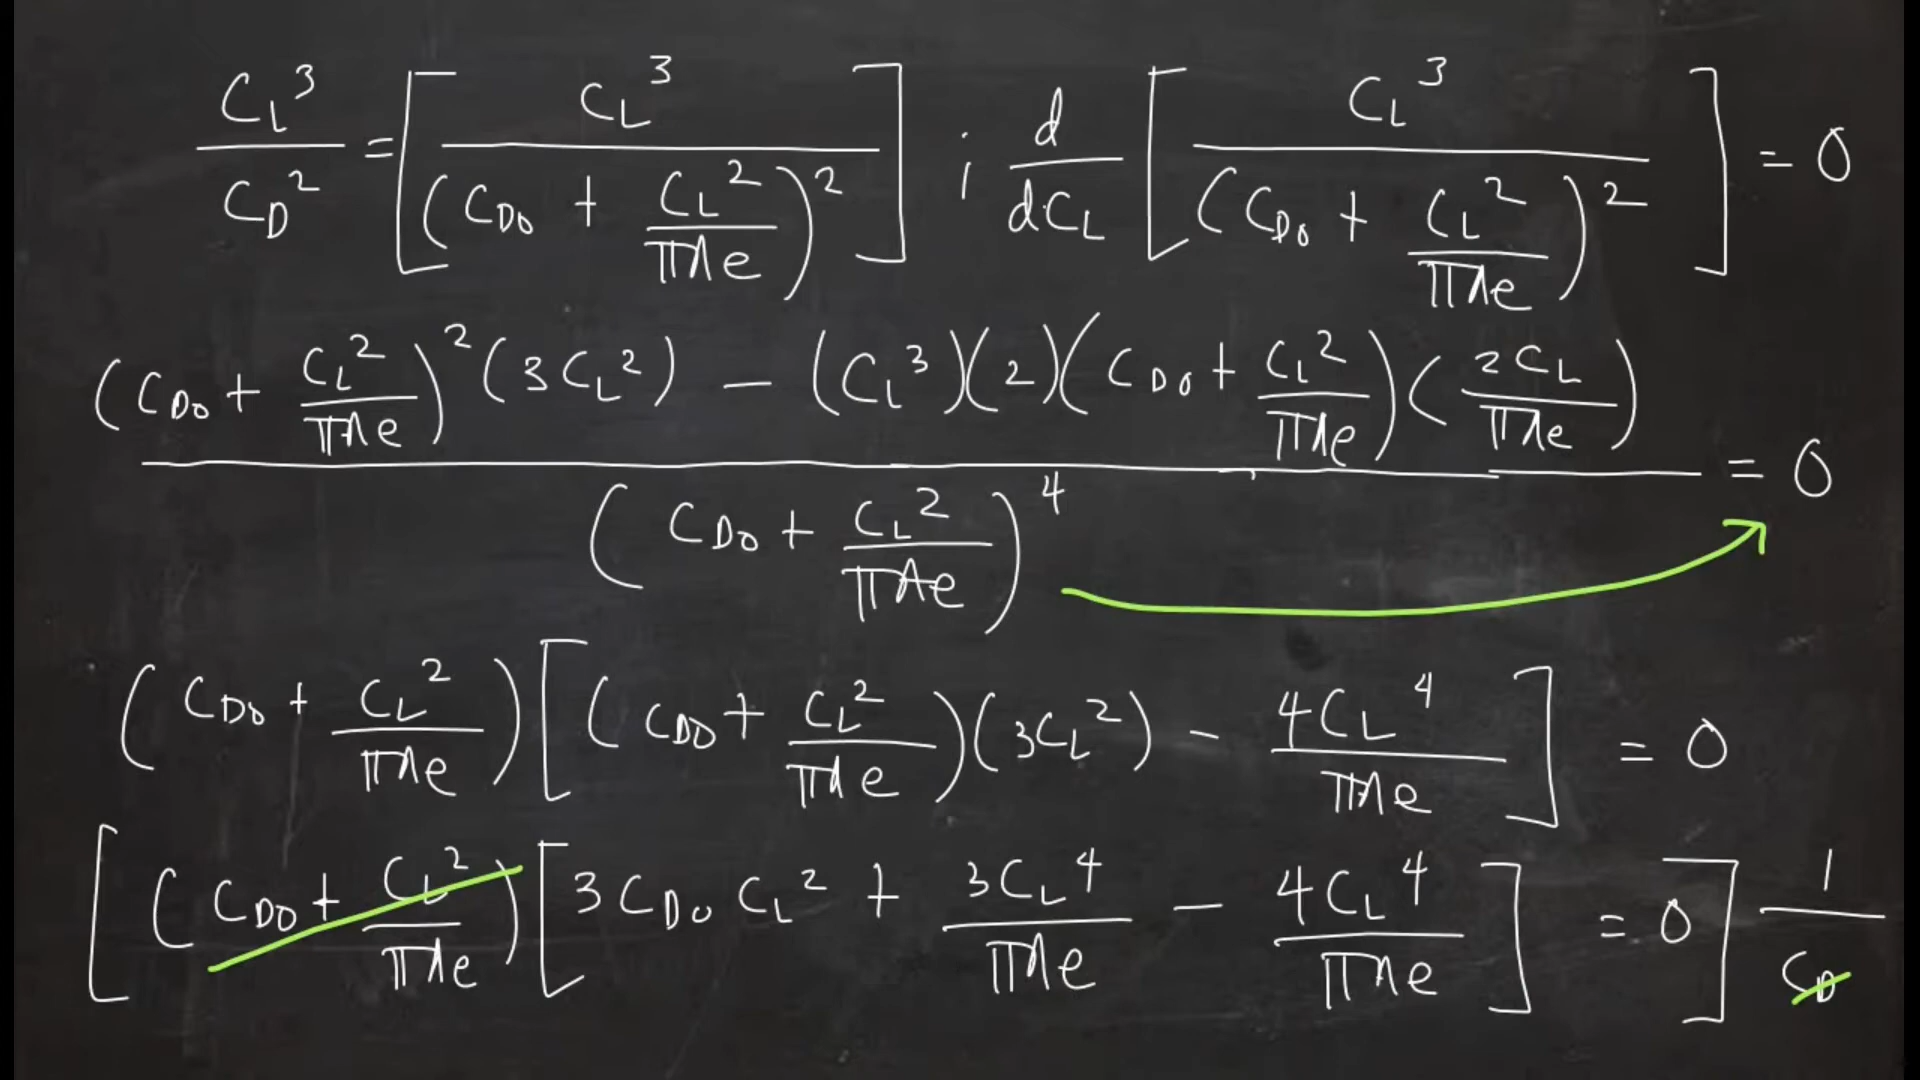 C_L^3 / C_D^2 = [ C_L^3 / (C_D0 + C_L^2 / πAe)^2 ] ; d/dC_L [ C_L^3 / (C_D0 + C_L^2 / πAe)^2 ] = 0
(C_D0 + C_L^2 / πAe)^2 (3C_L^2) − (C_L^3)(2)(C_D0 + C_L^2 / πAe)(2C_L / πAe) / (C_D0 + C_L^2 / πAe)^4 = 0
(C_D0 + C_L^2 / πAe) [ (C_D0 + C_L^2 / πAe)(3C_L^2) − 4C_L^4 / πAe ] = 0
[ (C_D0 + C_L^2 / πAe) [ 3C_D0 C_L^2 + 3C_L^4 / πAe − 4C_L^4 / πAe ] = 0 ] 1 / C_D